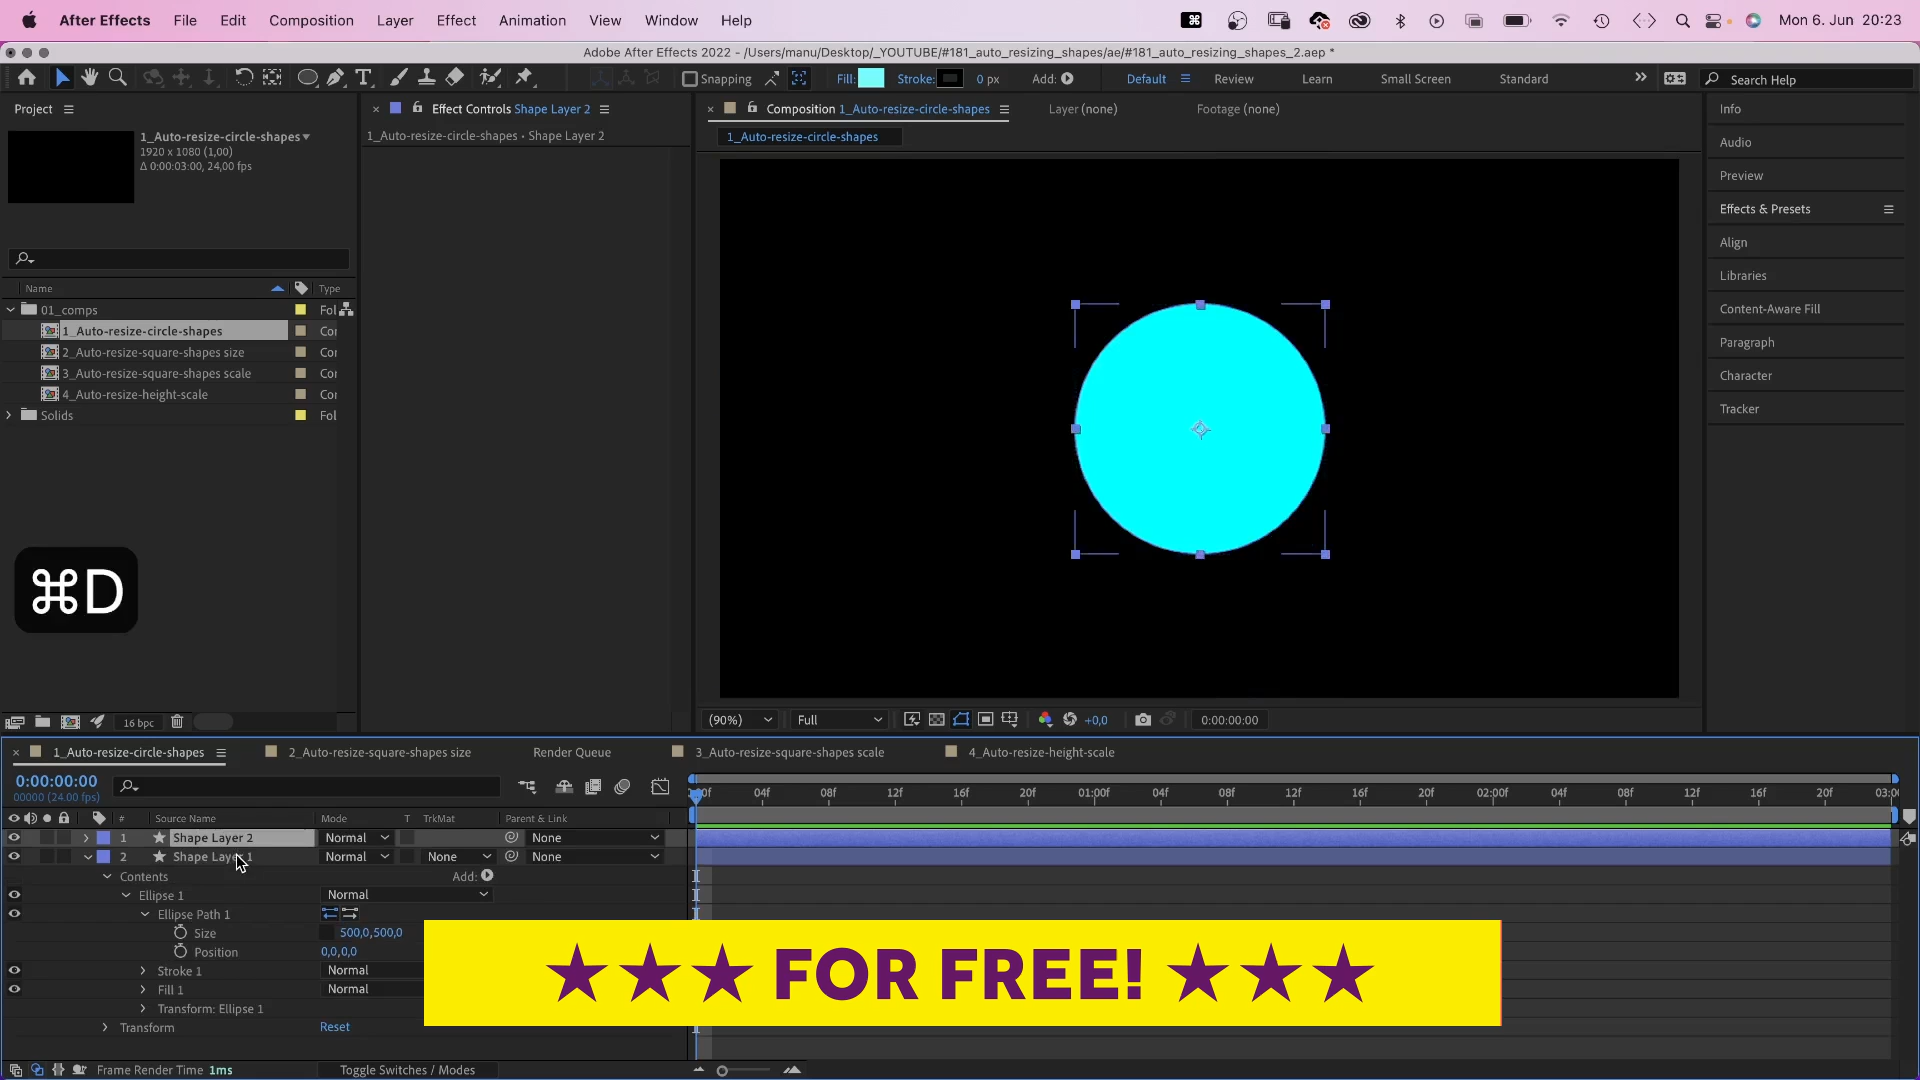 After Effects File Edit Composition Layer Effect Animation View Window Help Mon 6. Jun 20:23
Adobe After Effects 2022 - /Users/manu/Desktop/_YOUTUBE/#181_auto_resizing_shapes/ae/#181_auto_resizing_shapes_2.aep *
Snapping Fill: Stroke: 0 px Add: Default Review Learn Small Screen Standard Search Help
Project
Effect Controls Shape Layer 2
Composition 1_Auto-resize-circle-shapes
Layer (none)
Footage (none)
1_Auto-resize-circle-shapes
1920 x 1080 (1,00)
Δ 0:00:03:00, 24,00 fps
1_Auto-resize-circle-shapes • Shape Layer 2
1_Auto-resize-circle-shapes
Info
Audio
Preview
Effects & Presets
Align
Libraries
Content-Aware Fill
Paragraph
Character
Tracker
Name Type
01_comps Fol
1_Auto-resize-circle-shapes Cor
2_Auto-resize-square-shapes size Cor
3_Auto-resize-square-shapes scale Cor
4_Auto-resize-height-scale Cor
Solids Fol
⌘D
16 bpc
(90%) Full +0,0 0:00:00:00
1_Auto-resize-circle-shapes 2_Auto-resize-square-shapes size Render Queue 3_Auto-resize-square-shapes scale 4_Auto-resize-height-scale
0:00:00:00
00000 (24.00 fps)
04f 08f 12f 16f 20f 01:00f 04f 08f 12f 16f 20f 02:00f 04f 08f 12f 16f 20f
# Source Name Mode T TrkMat Parent & Link
1 Shape Layer 2 Normal None
2 Shape Layer 1 Normal None None
Contents Add:
Ellipse 1 Normal
Ellipse Path 1
Size 500,0,500,0
Position 0,0,0,0
Stroke 1 Normal
Fill 1 Normal
Transform: Ellipse 1
Transform Reset
★★★ FOR FREE! ★★★
Frame Render Time 1ms Toggle Switches / Modes